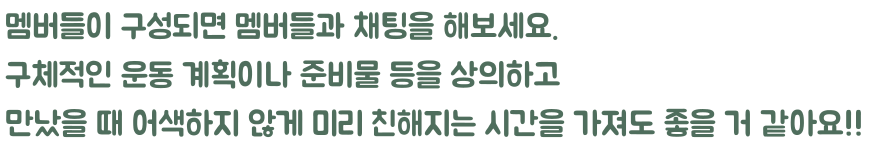 멤버들이 구성되면 멤버들과 채팅을 해보세요.
구체적인 운동 계획이나 준비물 등을 상의하고
만났을 때 어색하지 않게 미리 친해지는 시간을 가져도 좋을 거 같아요!!